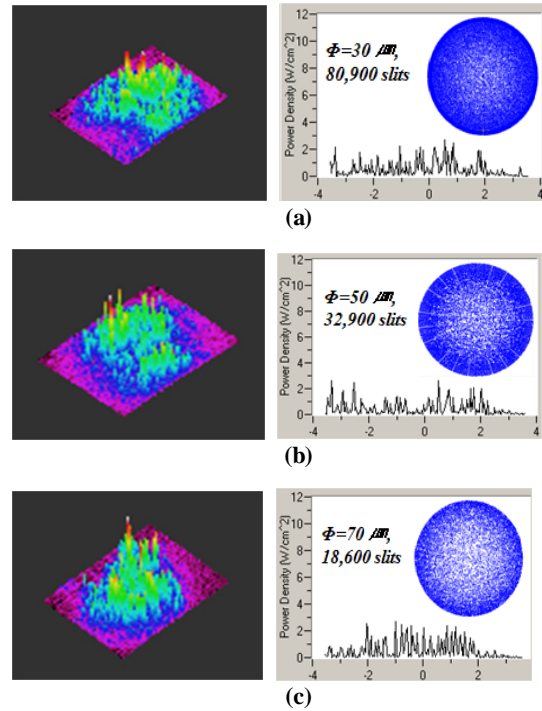 12
10
8
6
4
2
0
Power Density (W/cm^2)
Φ=30 ㎛,
80,900 slits
-4 -2 0 2 4
(a)
12
10
8
6
4
2
0
Power Density (W/cm^2)
Φ=50 ㎛,
32,900 slits
-4 -2 0 2 4
(b)
12
10
8
6
4
2
0
Power Density (W/cm^2)
Φ=70 ㎛,
18,600 slits
-4 -2 0 2 4
(c)